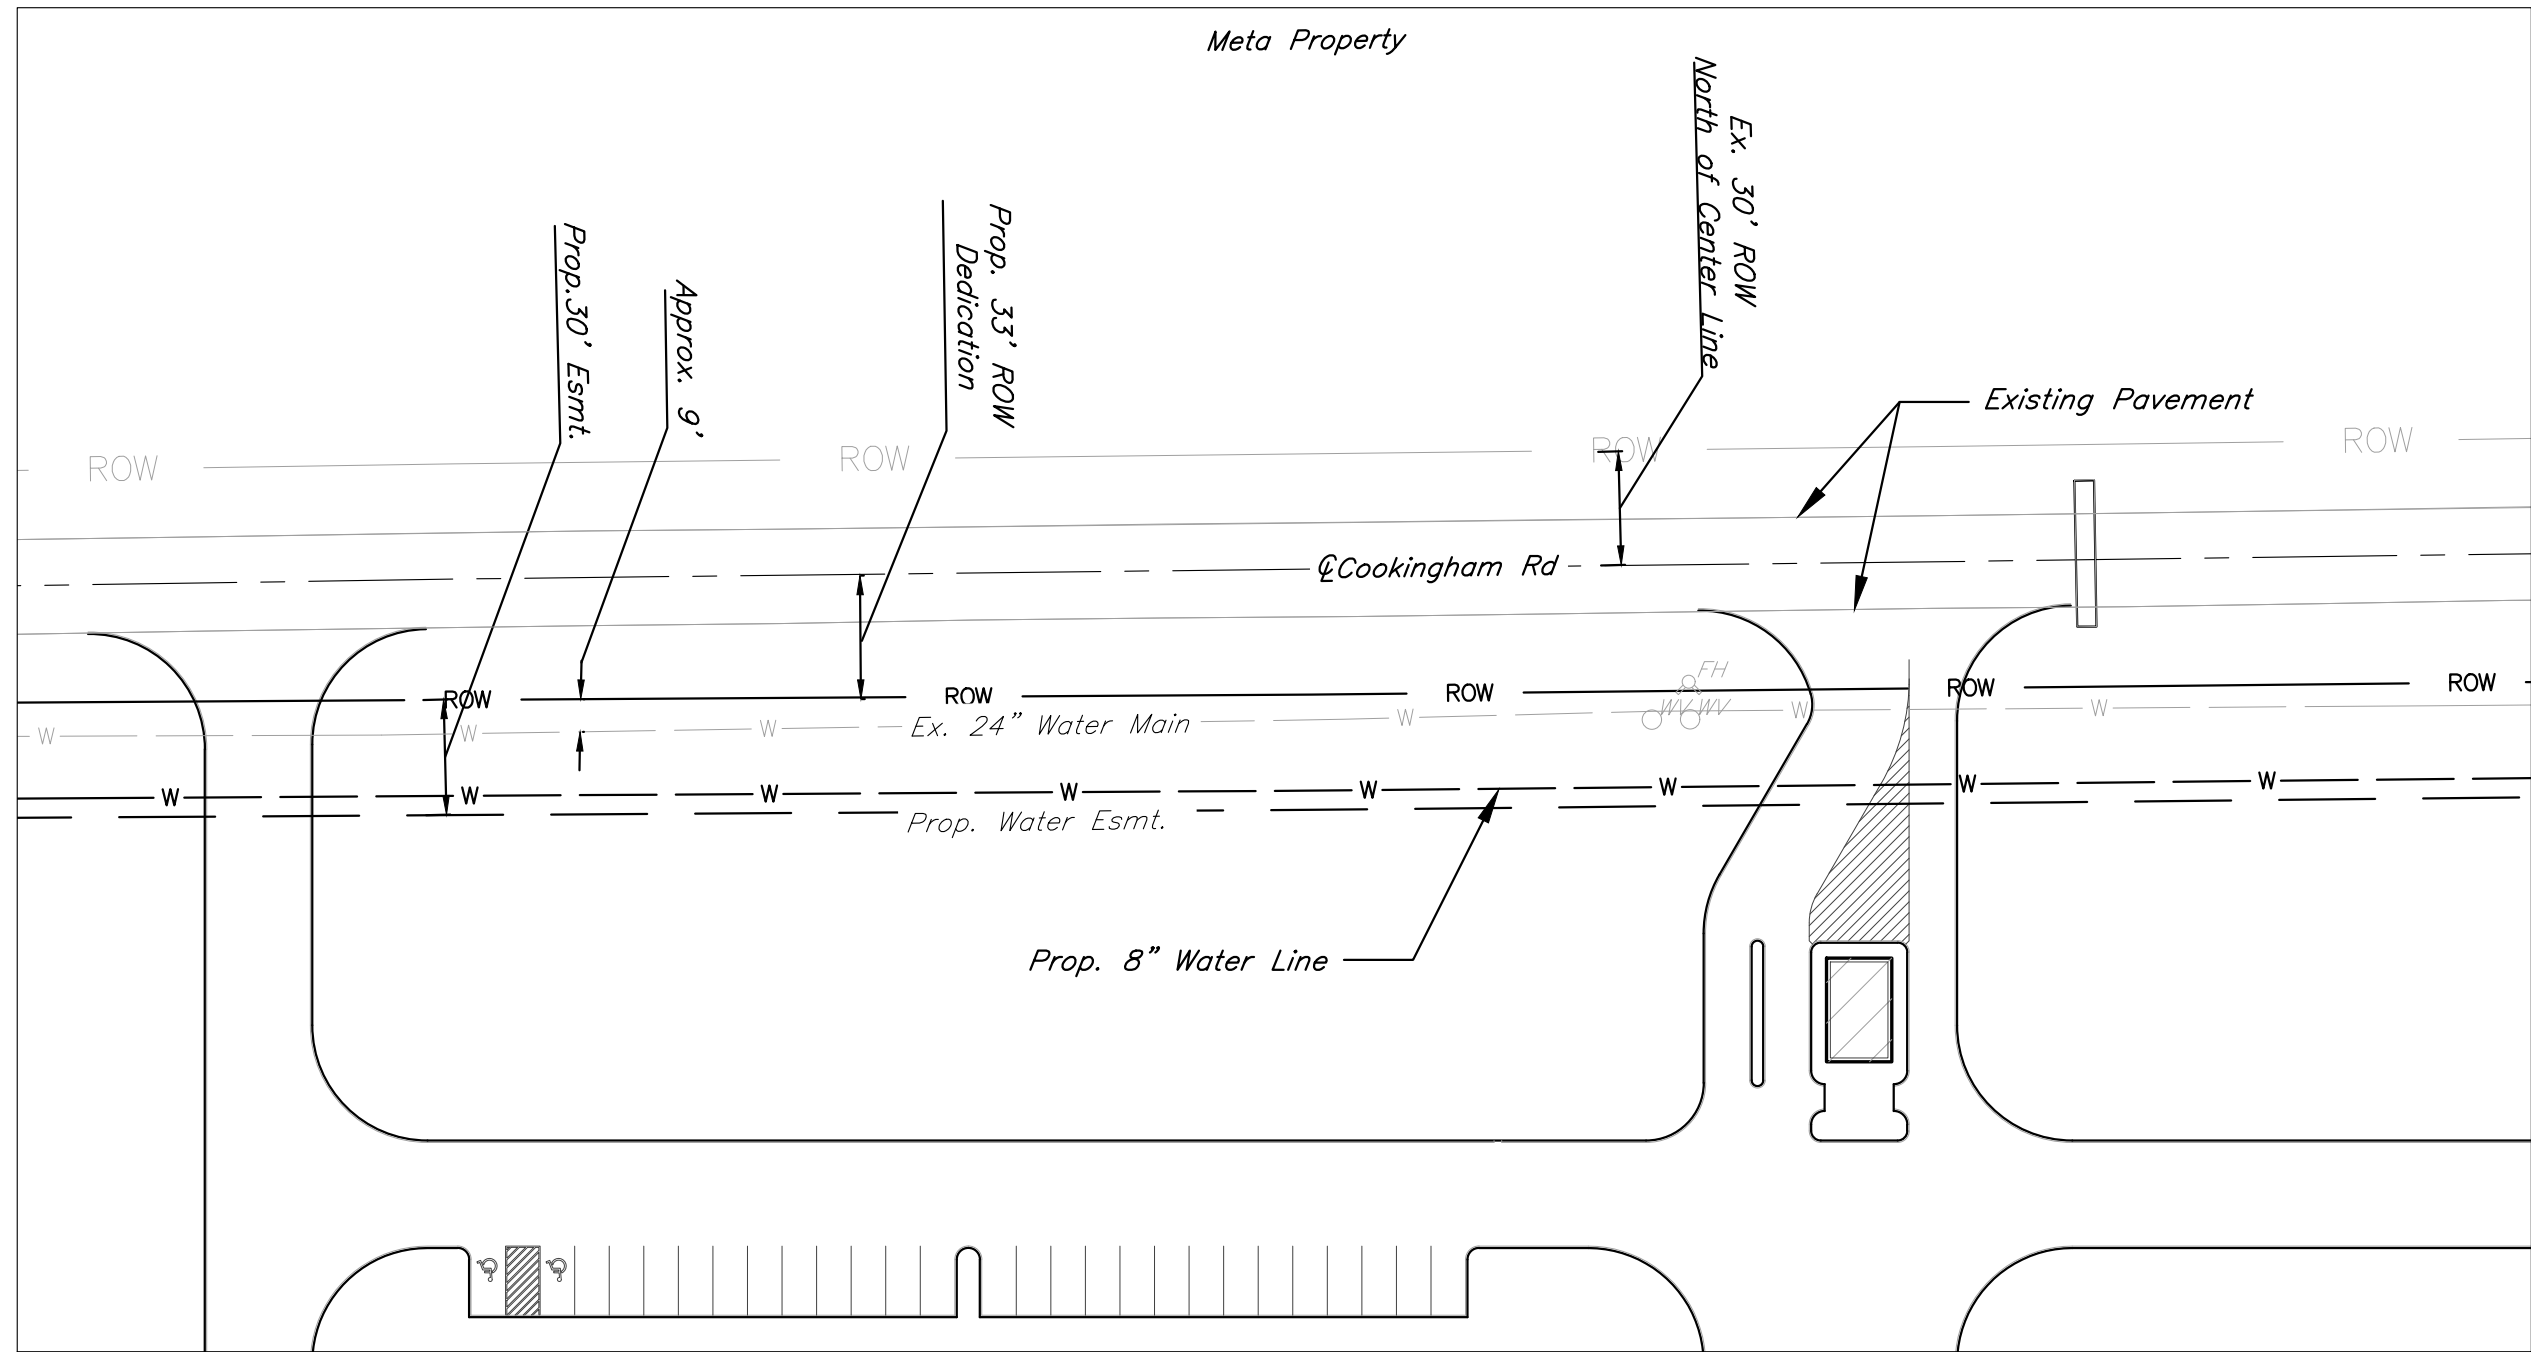 Meta Property
Ex. 30' ROW
North of Center Line
Prop. 33' ROW
Dedication
Prop.30' Esmt.
Approx. 9'
Existing Pavement
ROW
ROW
ROW
ROW
℄Cookingham Rd
FH
ROW
ROW
ROW
ROW
ROW
WV WV
W
W
W
Ex. 24" Water Main
W
W
W
W
W
W
W
W
W
W
W
Prop. Water Esmt.
Prop. 8" Water Line